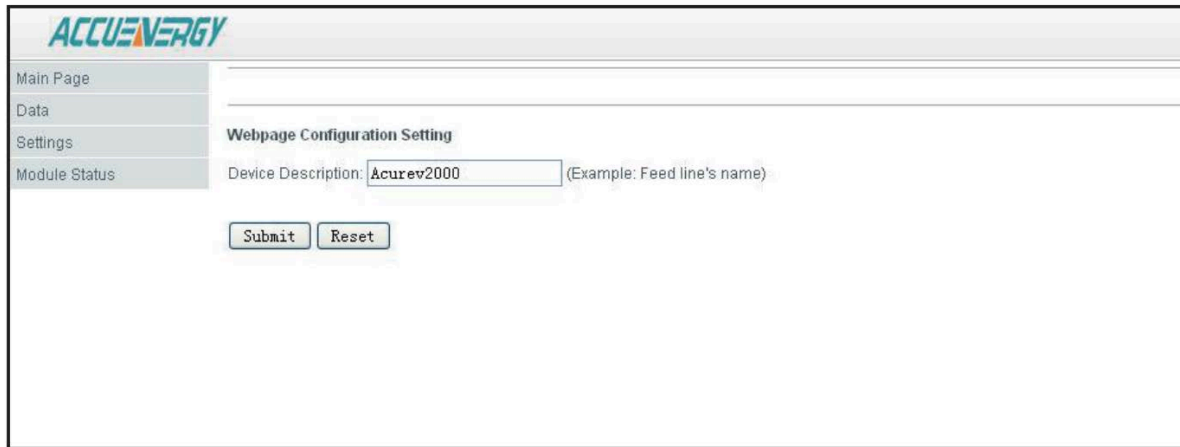 ACCUENERGY
Main Page
Data
Settings
Module Status
Webpage Configuration Setting
Device Description: Acurev2000 (Example: Feed line's name)
Submit Reset